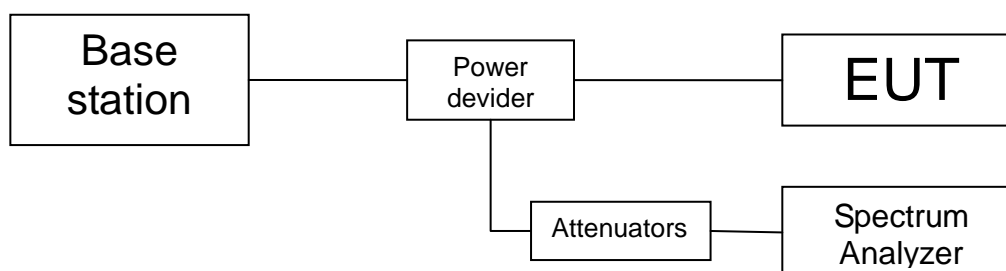 Base
station
Power
devider
EUT
Attenuators
Spectrum
Analyzer